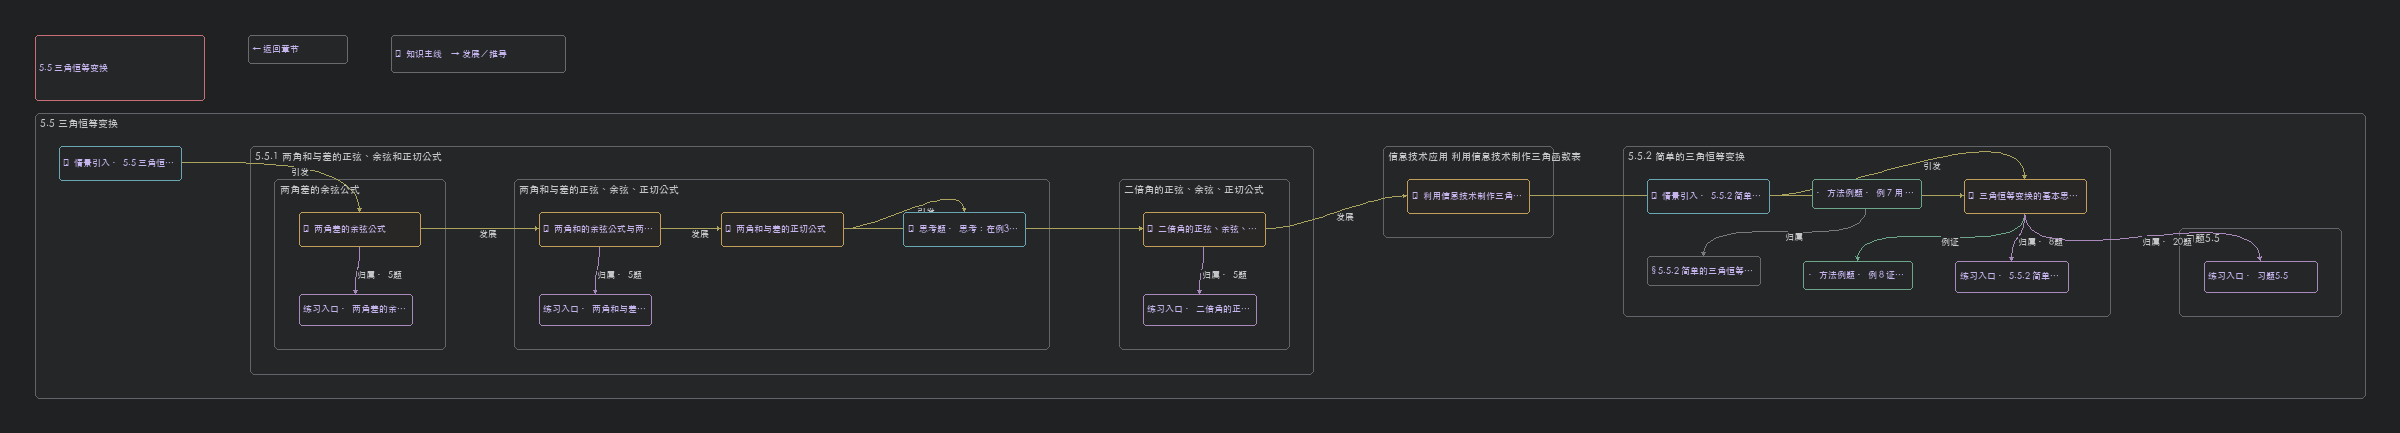 5.5 三角恒等变换
← 返回章节
知识主线 → 发展／推导
5.5 三角恒等变换
情景引入· 5.5 三角恒…
引发
5.5.1 两角和与差的正弦、余弦和正切公式
两角差的余弦公式
两角差的余弦公式
归属· 5题
练习入口· 两角差的余…
发展
两角和与差的正弦、余弦、正切公式
两角和的余弦公式与两…
归属· 5题
练习入口· 两角和与差…
发展
两角和与差的正切公式
引发
思考题· 思考：在例3…
二倍角的正弦、余弦、正切公式
二倍角的正弦、余弦、…
归属· 5题
练习入口· 二倍角的正…
发展
信息技术应用 利用信息技术制作三角函数表
利用信息技术制作三角…
5.5.2 简单的三角恒等变换
情景引入· 5.5.2 简单…
· 方法例题· 例 7 用…
引发
三角恒等变换的基本思…
归属
§ 5.5.2 简单的三角恒等…
例证
· 方法例题· 例 8 证…
归属· 8题
练习入口· 5.5.2 简单…
归属· 20题
习题5.5
练习入口· 习题5.5